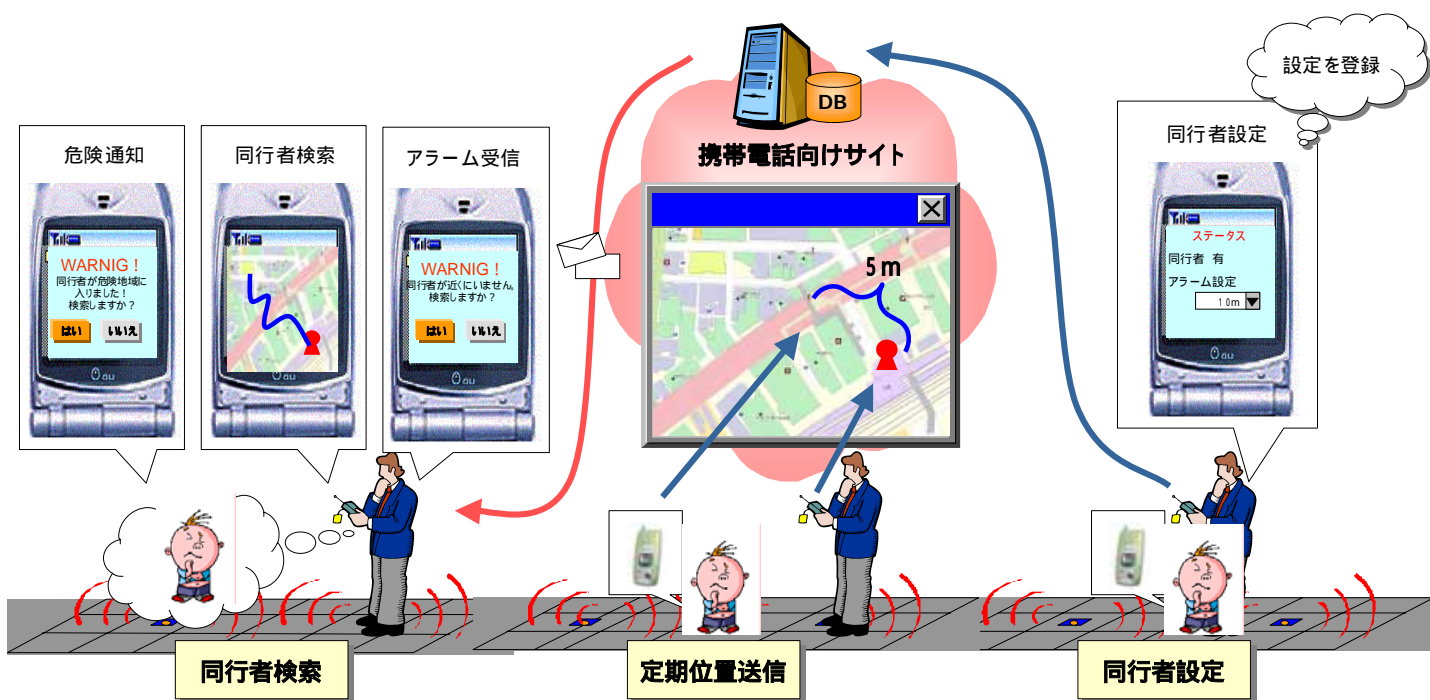 設定を登録
DB
携帯電話向けサイト
5m
危険通知
WARNIG!
同行者が危険地域に
入りました!
検索しますか?
はい いいえ
au
同行者検索
au
アラーム受信
WARNIG!
同行者が近くにいません。
検索しますか?
はい いいえ
au
同行者設定
ステータス
同行者 有
アラーム設定
10m
au
同行者検索
定期位置送信
同行者設定